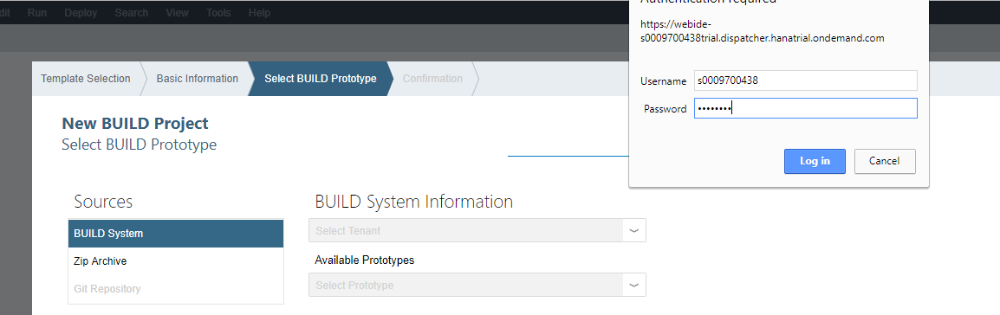 dit Run Deploy Search View Tools Help
Authentication required
https://webide-
s0009700438trial.dispatcher.hanatrial.ondemand.com
Username s0009700438
Password ••••••••
Log in Cancel
Template Selection Basic Information Select BUILD Prototype Confirmation
New BUILD Project
Select BUILD Prototype
Sources
BUILD System
Zip Archive
Git Repository
BUILD System Information
Select Tenant
Available Prototypes
Select Prototype